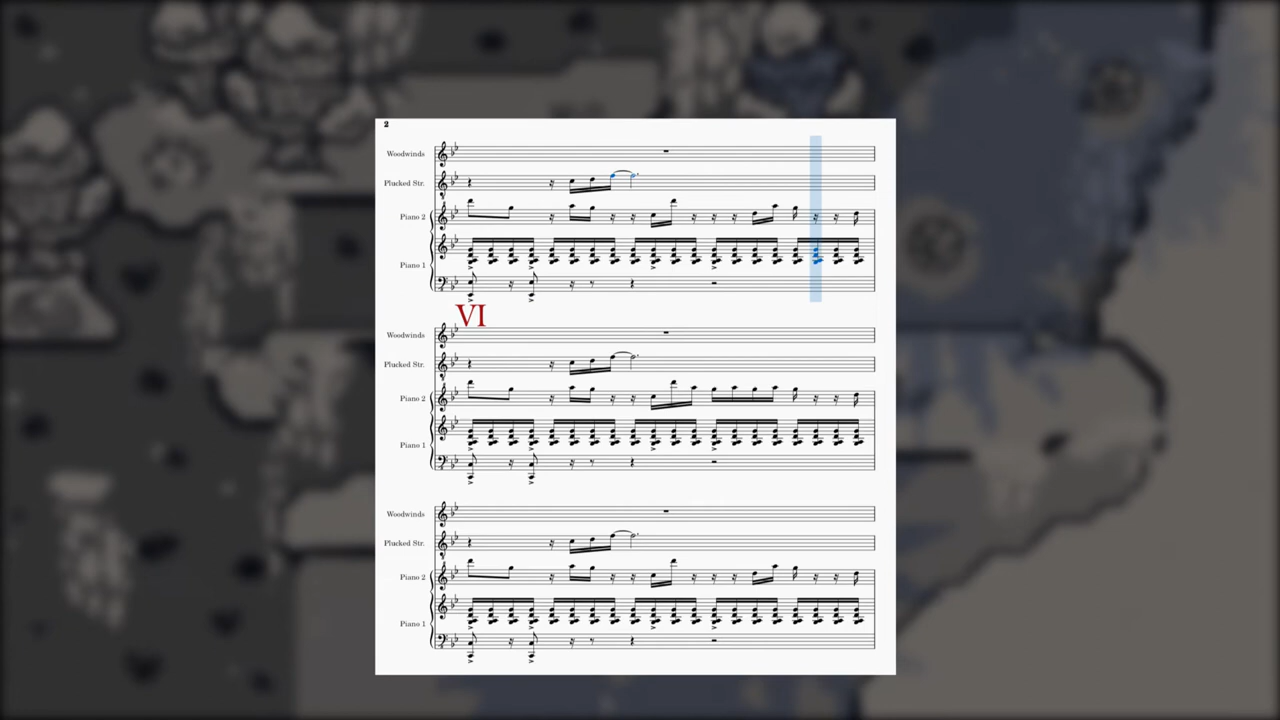 2
Woodwinds
Plucked Str.
Piano 2
Piano 1
VI
Woodwinds
Plucked Str.
Piano 2
Piano 1
Woodwinds
Plucked Str.
Piano 2
Piano 1